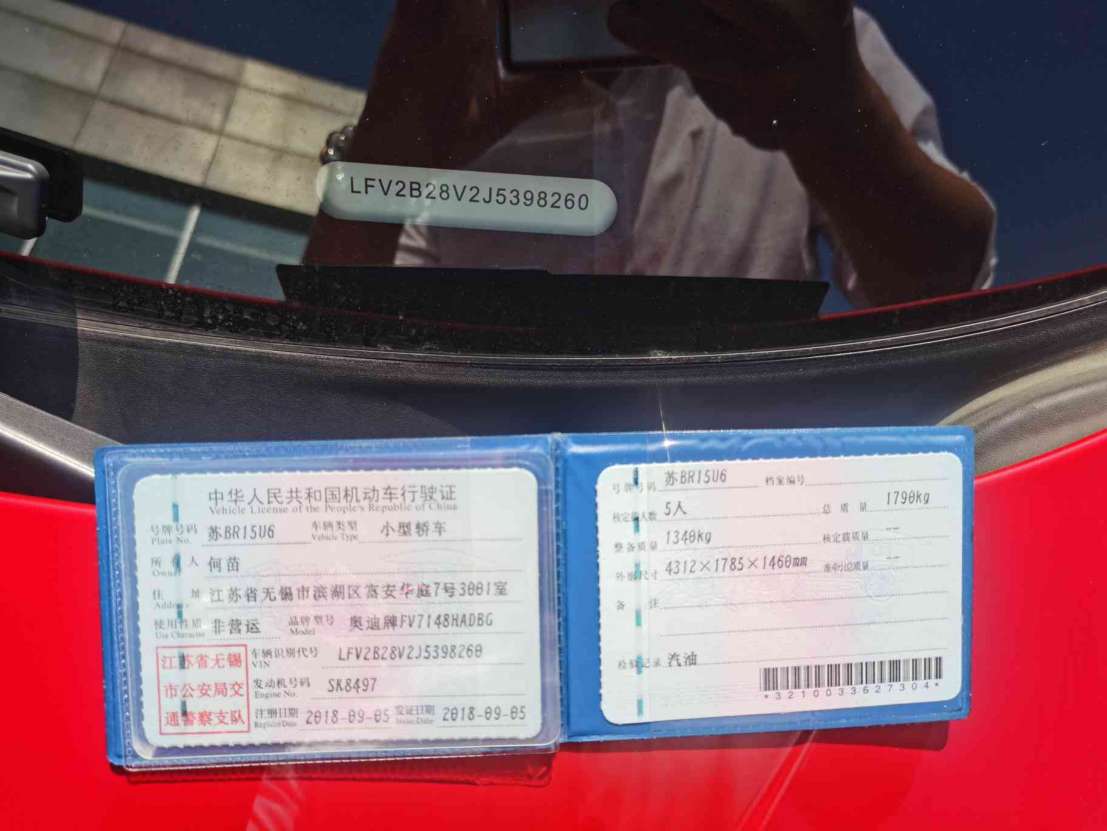 LFV2B28V2J5398260
中华人民共和国机动车行驶证
Vehicle License of the People's Republic of China
号牌号码 苏BR15U6 车辆类型 小型轿车
Plate No. Vehicle Type
所有人 何苗
Owner
住址 江苏省无锡市滨湖区富安华庭7号3001室
Address
使用性质 非营运 品牌型号 奥迪牌FV7148HADBG
Use Character Model
车辆识别代号 LFV2B28V2J5398260
VIN
发动机号码 SK8497
Engine No.
注册日期 2018-09-05 发证日期 2018-09-05
Register Date Issue Date
江苏省无锡
市公安局交
通警察支队
号牌号码 苏BR15U6 档案编号
核定载人数 5人 总质量 1790kg
整备质量 1340kg 核定载质量 --
外廓尺寸 4312×1785×1460mm 准牵引总质量 --
备注
检验记录 汽油
*3210033627304*